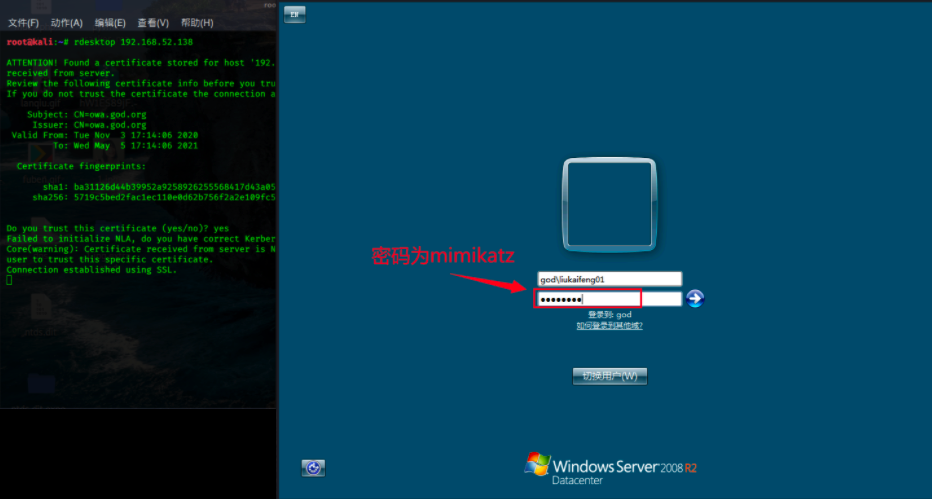 文件(F) 动作(A) 编辑(E) 查看(V) 帮助(H)
root@kali:~# rdesktop 192.168.52.138
ATTENTION! Found a certificate stored for host '192.
received from server.
Review the following certificate info before you tru
If you do not trust the certificate the connection a
Subject: CN=owa.god.org
Issuer: CN=owa.god.org
Valid From: Tue Nov 3 17:14:06 2020
To: Wed May 5 17:14:06 2021
Certificate fingerprints:
sha1: ba31126d44b39952a9258926255568417d43a05
sha256: 5719c5bed2fac1ec110e0d62b756f2a2e109fc5
Do you trust this certificate (yes/no)? yes
Failed to initialize NLA, do you have correct Kerber
Core(warning): Certificate received from server is N
user to trust this specific certificate.
Connection established using SSL.
EN
密码为mimikatz
god\liukaifeng01
••••••••
登录到: god
如何登录到其他域?
切换用户(W)
Windows Server 2008 R2
Datacenter